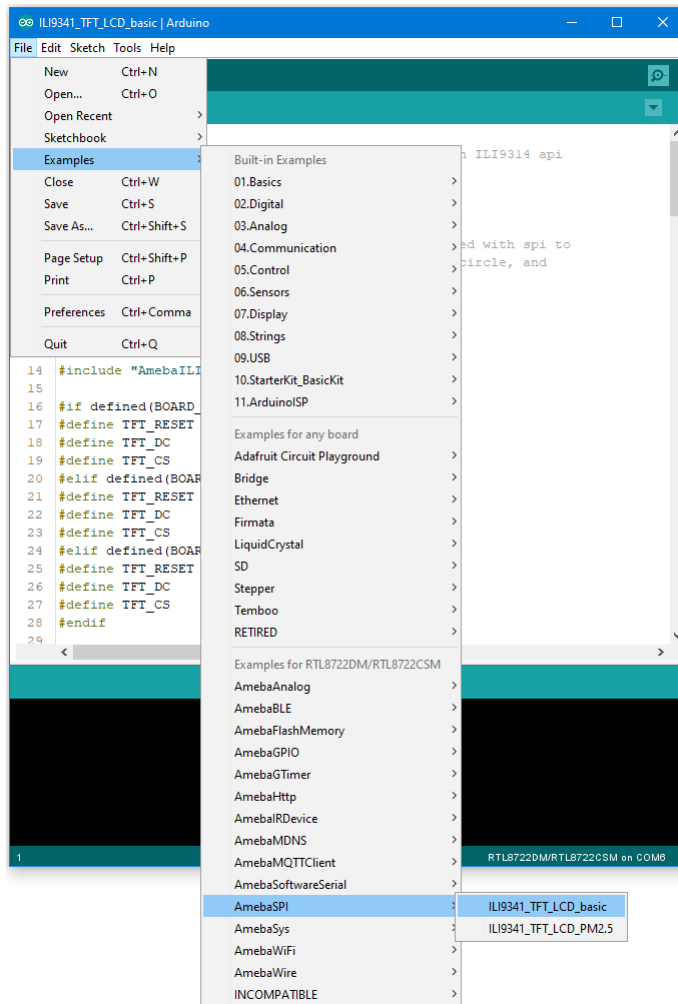 ILI9341_TFT_LCD_basic | Arduino
File Edit Sketch Tools Help
New Ctrl+N
Open... Ctrl+O
Open Recent
Sketchbook
Examples
Close Ctrl+W
Save Ctrl+S
Save As... Ctrl+Shift+S
Page Setup Ctrl+Shift+P
Print Ctrl+P
Preferences Ctrl+Comma
Quit Ctrl+Q
Built-in Examples
01.Basics
02.Digital
03.Analog
04.Communication
05.Control
06.Sensors
07.Display
08.Strings
09.USB
10.StarterKit_BasicKit
11.ArduinoISP
Examples for any board
Adafruit Circuit Playground
Bridge
Ethernet
Firmata
LiquidCrystal
SD
Stepper
Temboo
RETIRED
Examples for RTL8722DM/RTL8722CSM
AmebaAnalog
AmebaBLE
AmebaFlashMemory
AmebaGPIO
AmebaGTimer
AmebaHttp
AmebaIRDevice
AmebaMDNS
AmebaMQTTClient
AmebaSoftwareSerial
AmebaSPI
AmebaSys
AmebaWiFi
AmebaWire
INCOMPATIBLE
ILI9341_TFT_LCD_basic
ILI9341_TFT_LCD_PM2.5
ILI9314 api
ed with spi to
circle, and
14 #include "AmebaILI
15
16 #if defined(BOARD_
17 #define TFT_RESET
18 #define TFT_DC
19 #define TFT_CS
20 #elif defined(BOAR
21 #define TFT_RESET
22 #define TFT_DC
23 #define TFT_CS
24 #elif defined(BOAR
25 #define TFT_RESET
26 #define TFT_DC
27 #define TFT_CS
28 #endif
29
1
RTL8722DM/RTL8722CSM on COM6